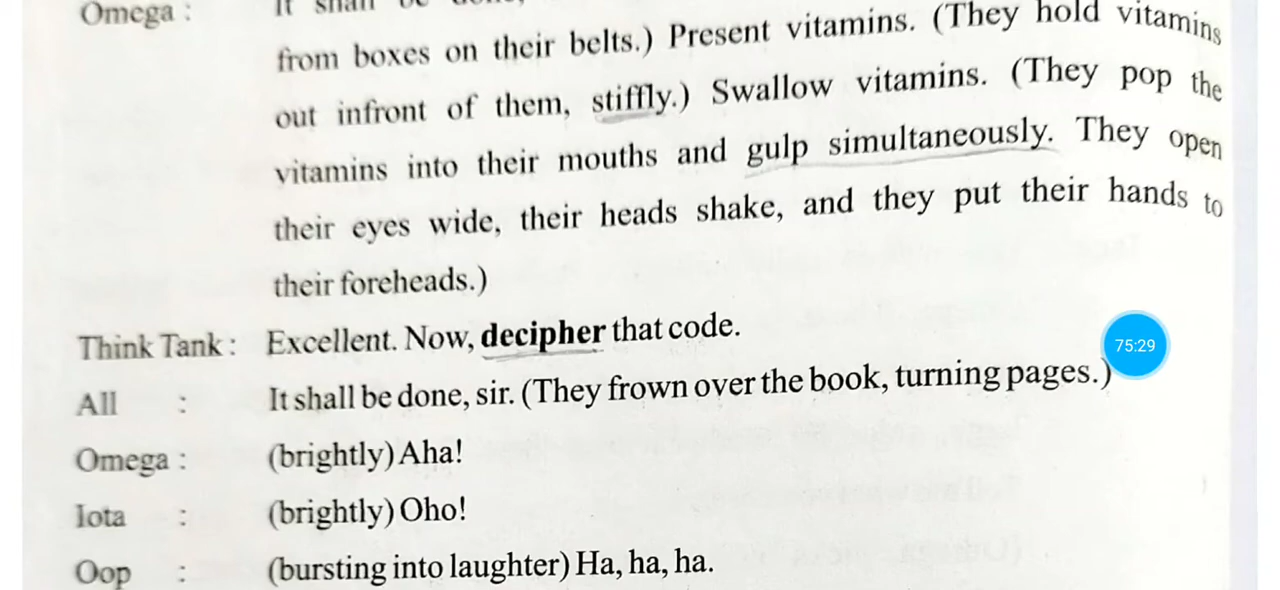 Omega : It shall be done,
from boxes on their belts.) Present vitamins. (They hold vitamins
out infront of them, stiffly.) Swallow vitamins. (They pop the
vitamins into their mouths and gulp simultaneously. They open
their eyes wide, their heads shake, and they put their hands to
their foreheads.)
Think Tank : Excellent. Now, decipher that code.
75:29
All : It shall be done, sir. (They frown over the book, turning pages.)
Omega : (brightly) Aha!
Iota : (brightly) Oho!
Oop : (bursting into laughter) Ha, ha, ha.